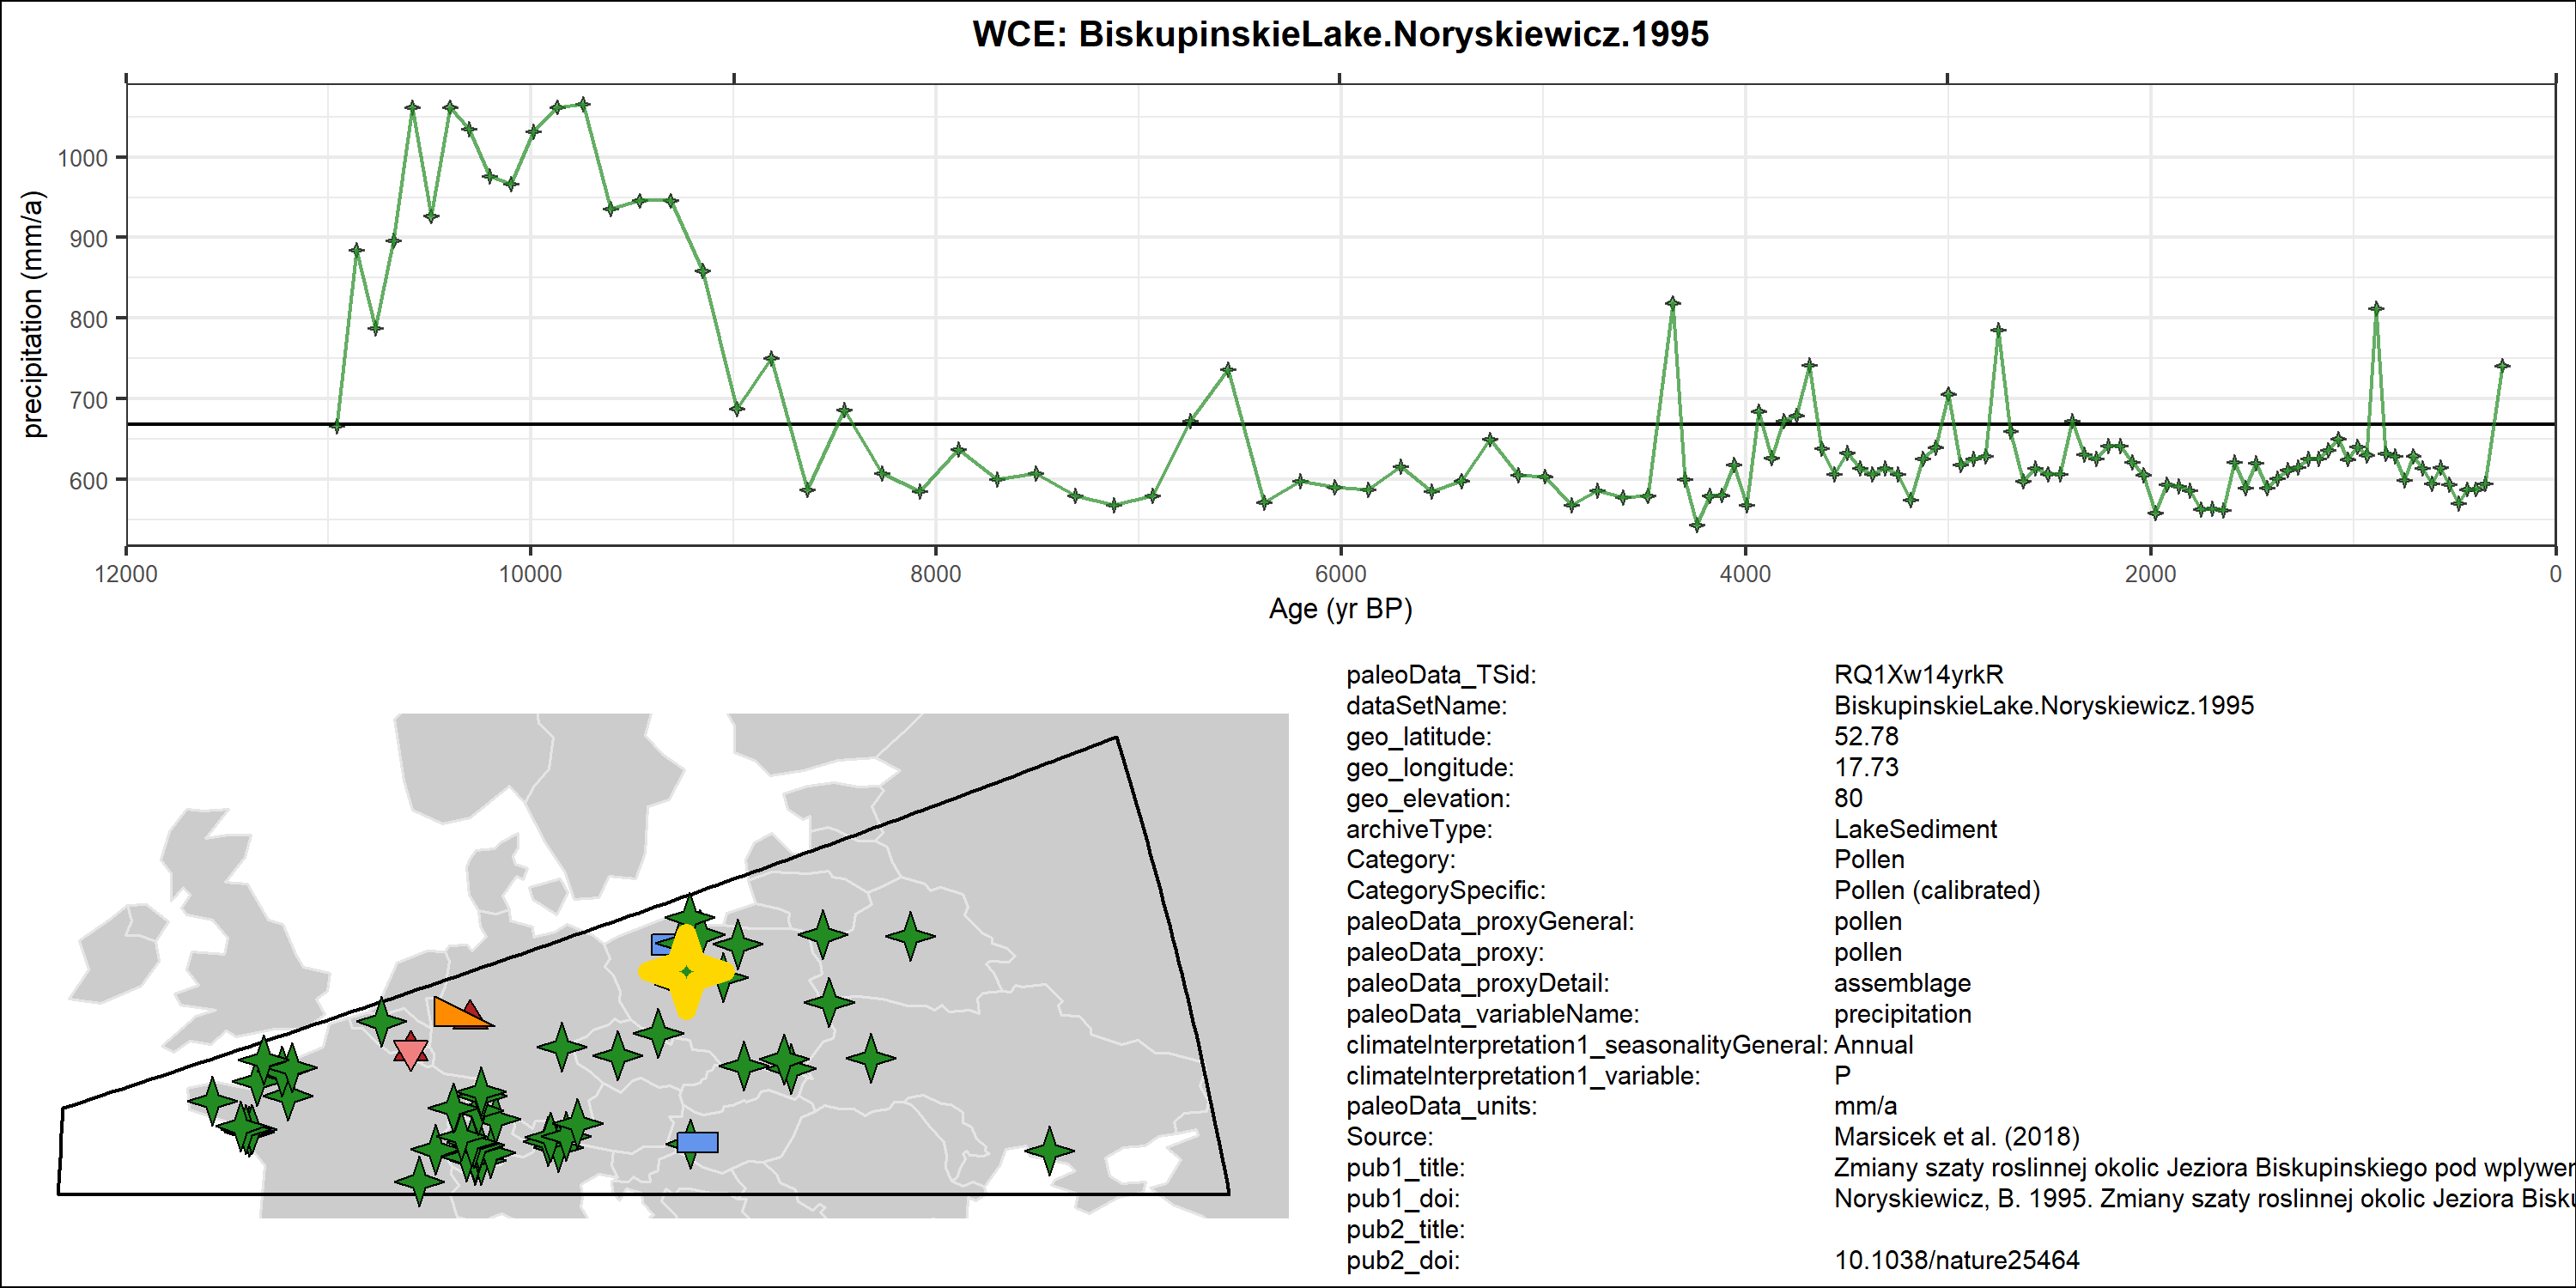 WCE: BiskupinskieLake.Noryskiewicz.1995
precipitation (mm/a)
1000
900
800
700
600
12000 10000 8000 6000 4000 2000 0
Age (yr BP)
paleoData_TSid: RQ1Xw14yrkR
dataSetName: BiskupinskieLake.Noryskiewicz.1995
geo_latitude: 52.78
geo_longitude: 17.73
geo_elevation: 80
archiveType: LakeSediment
Category: Pollen
CategorySpecific: Pollen (calibrated)
paleoData_proxyGeneral: pollen
paleoData_proxy: pollen
paleoData_proxyDetail: assemblage
paleoData_variableName: precipitation
climateInterpretation1_seasonalityGeneral: Annual
climateInterpretation1_variable: P
paleoData_units: mm/a
Source: Marsicek et al. (2018)
pub1_title: Zmiany szaty roslinnej okolic Jeziora Biskupinskiego pod wplywe
pub1_doi: Noryskiewicz, B. 1995. Zmiany szaty roslinnej okolic Jeziora Bisk
pub2_title:
pub2_doi: 10.1038/nature25464